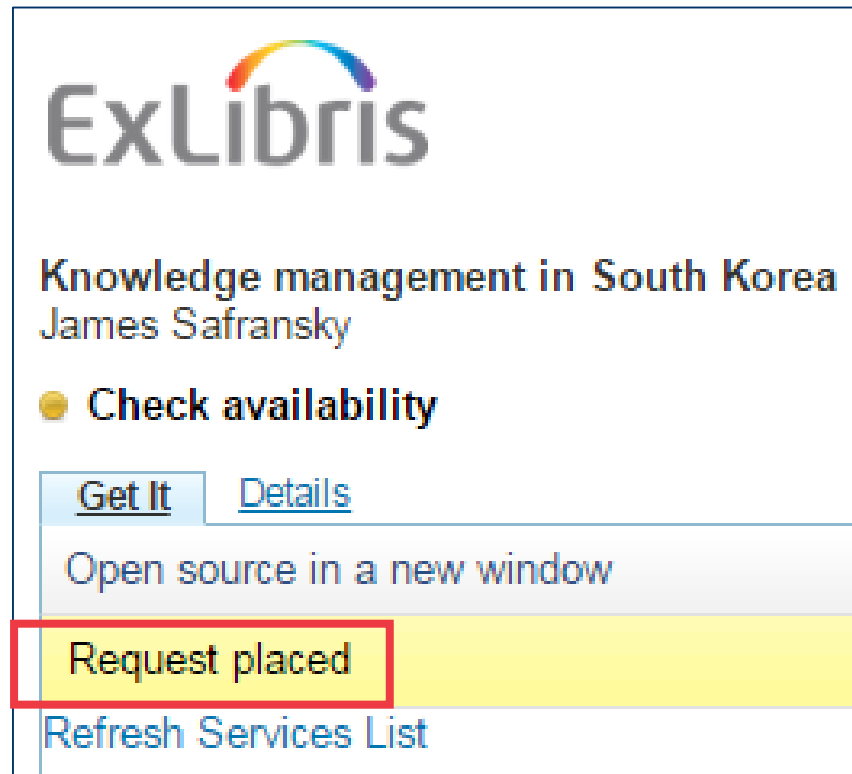 ExLibris
Knowledge management in South Korea
James Safransky
Check availability
Get It Details
Open source in a new window
Request placed
Refresh Services List